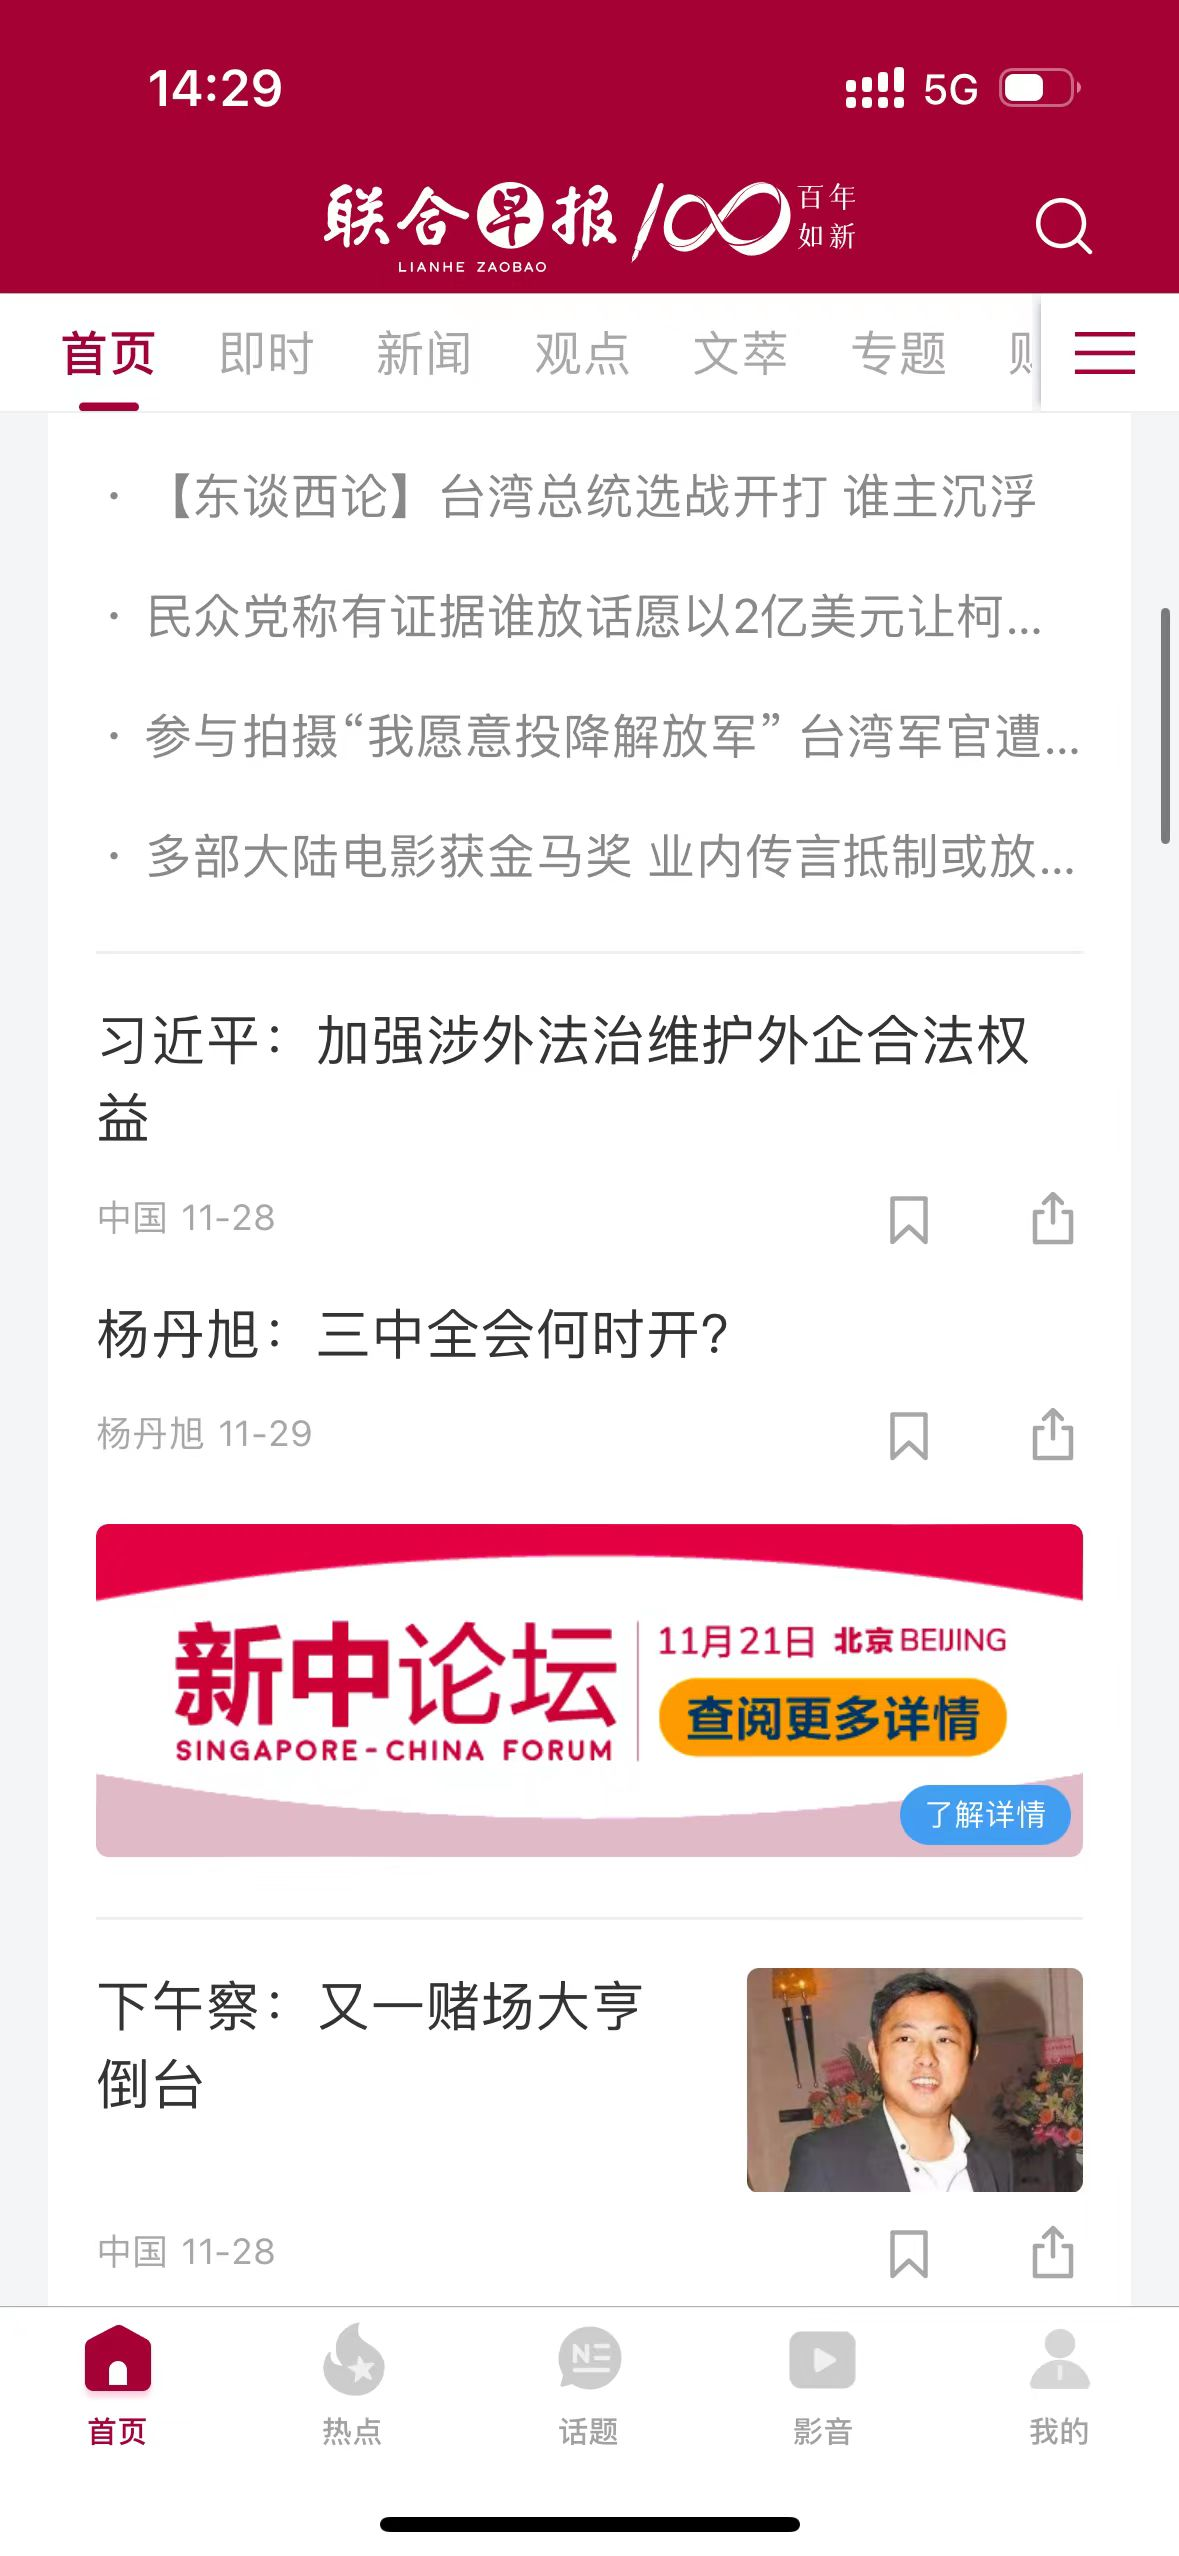 14:29
5G
联合早报 100 百年
如新
LIANHE ZAOBAO
首页 即时 新闻 观点 文萃 专题
· 【东谈西论】台湾总统选战开打 谁主沉浮
· 民众党称有证据谁放话愿以2亿美元让柯...
· 参与拍摄“我愿意投降解放军” 台湾军官遭...
· 多部大陆电影获金马奖 业内传言抵制或放...
习近平：加强涉外法治维护外企合法权
益
中国 11-28
杨丹旭：三中全会何时开?
杨丹旭 11-29
新中论坛
SINGAPORE-CHINA FORUM
11月21日 北京 BEIJING
查阅更多详情
了解详情
下午察：又一赌场大亨
倒台
中国 11-28
首页 热点 话题 影音 我的